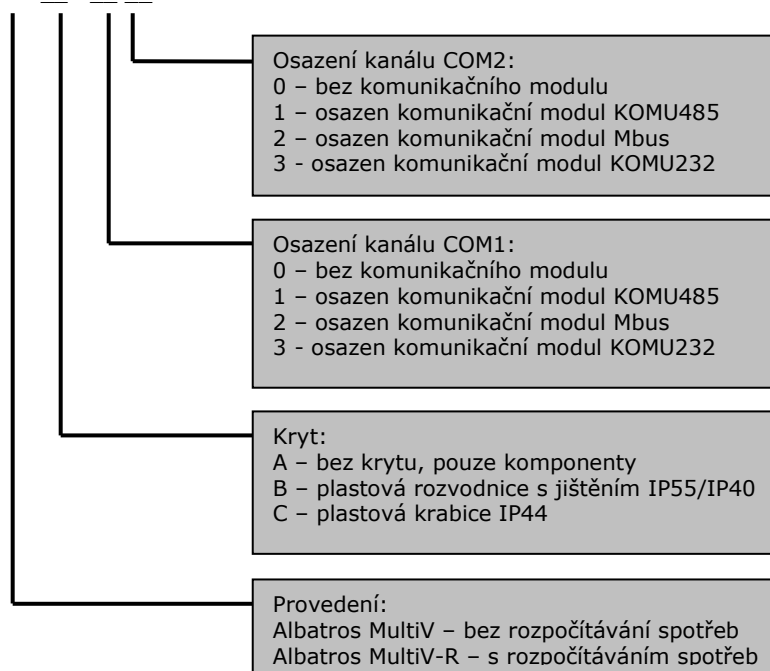 Osazení kanálu COM2:
0 – bez komunikačního modulu
1 – osazen komunikační modul KOMU485
2 – osazen komunikační modul Mbus
3 - osazen komunikační modul KOMU232
Osazení kanálu COM1:
0 – bez komunikačního modulu
1 – osazen komunikační modul KOMU485
2 – osazen komunikační modul Mbus
3 - osazen komunikační modul KOMU232
Kryt:
A – bez krytu, pouze komponenty
B – plastová rozvodnice s jištěním IP55/IP40
C – plastová krabice IP44
Provedení:
Albatros MultiV – bez rozpočítávání spotřeb
Albatros MultiV-R – s rozpočítáváním spotřeb